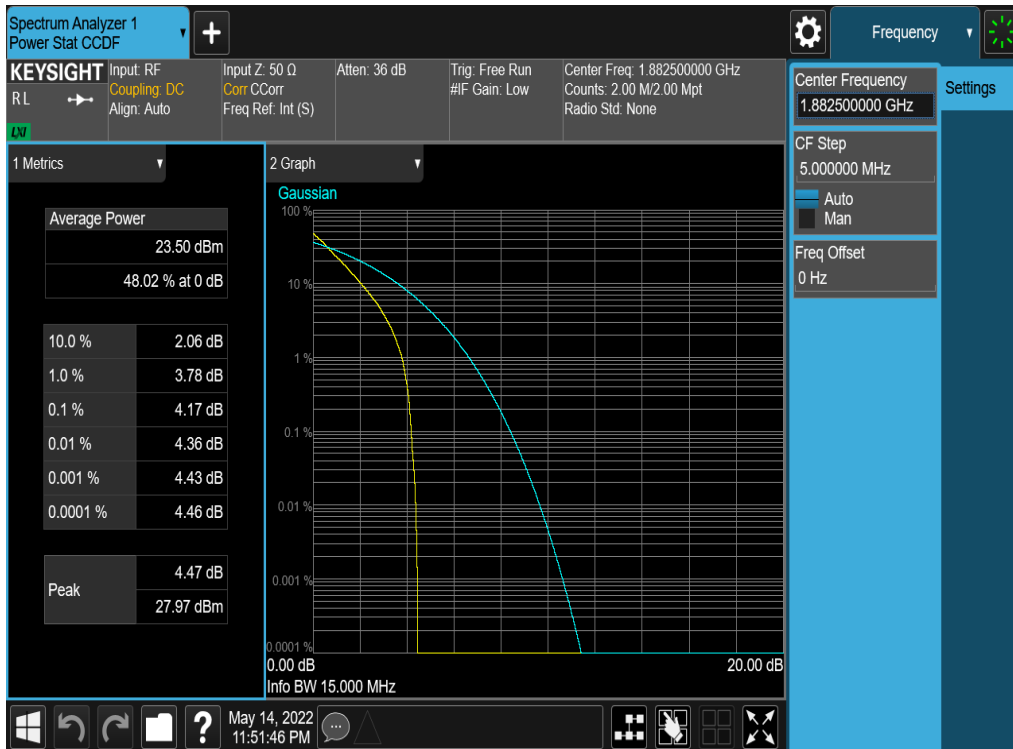 Spectrum Analyzer 1
Power Stat CCDF
+
Frequency
KEYSIGHT
RL
LXI
Input: RF
Coupling: DC
Align: Auto
Input Z: 50 Ω
Corr CCorr
Freq Ref: Int (S)
Atten: 36 dB
Trig: Free Run
#IF Gain: Low
Center Freq: 1.882500000 GHz
Counts: 2.00 M/2.00 Mpt
Radio Std: None
Center Frequency
1.882500000 GHz
Settings
CF Step
5.000000 MHz
Auto
Man
Freq Offset
0 Hz
1 Metrics
Average Power
23.50 dBm
48.02 % at 0 dB
10.0 % 2.06 dB
1.0 % 3.78 dB
0.1 % 4.17 dB
0.01 % 4.36 dB
0.001 % 4.43 dB
0.0001 % 4.46 dB
Peak
4.47 dB
27.97 dBm
2 Graph
Gaussian
100 %
10 %
1 %
0.1 %
0.01 %
0.001 %
0.0001 %
0.00 dB 20.00 dB
Info BW 15.000 MHz
?
May 14, 2022
11:51:46 PM